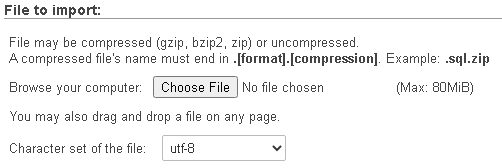 File to import:
File may be compressed (gzip, bzip2, zip) or uncompressed.
A compressed file's name must end in .[format].[compression]. Example: .sql.zip
Browse your computer: Choose File No file chosen (Max: 80MiB)
You may also drag and drop a file on any page.
Character set of the file: utf-8